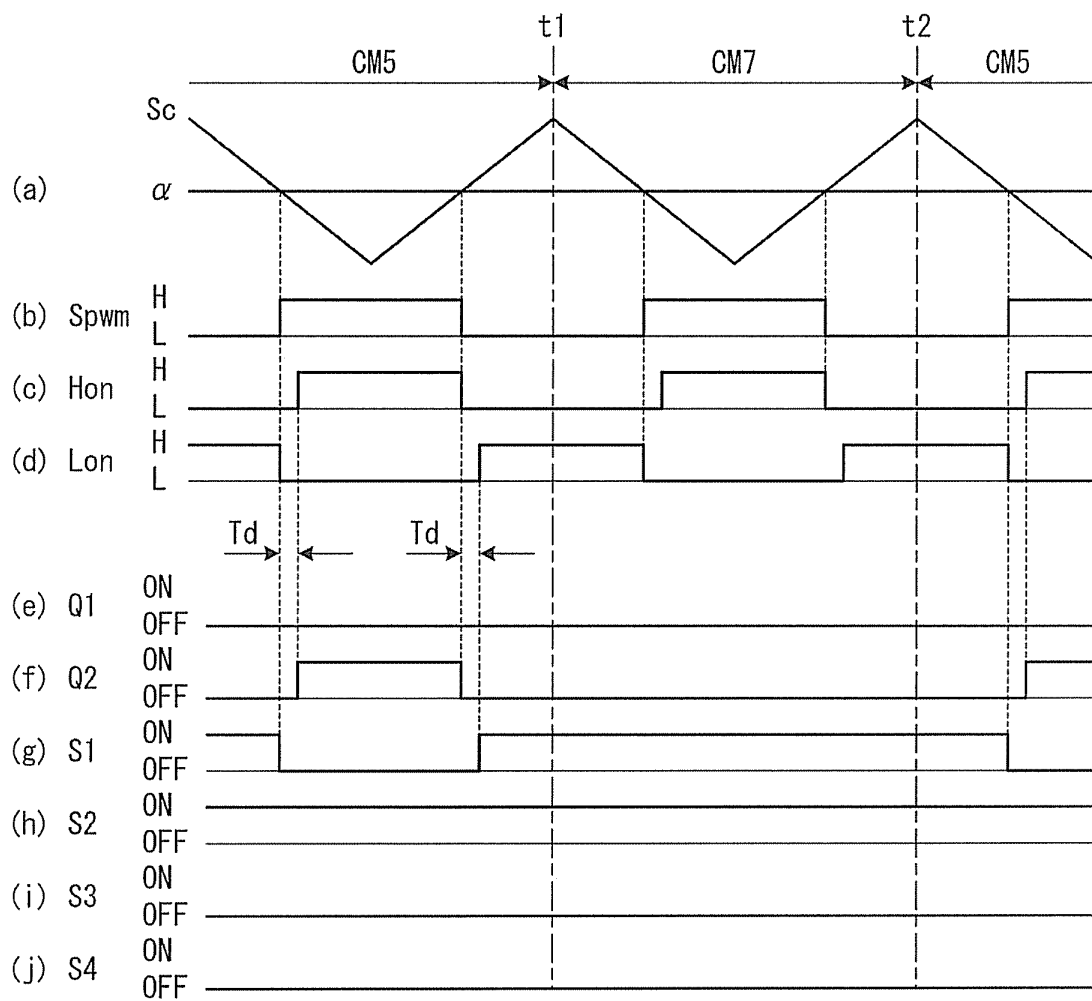 t1 t2
CM5 CM7 CM5
Sc
(a) α
(b) Spwm H
L
(c) Hon H
L
(d) Lon H
L
Td Td
(e) Q1 ON
OFF
(f) Q2 ON
OFF
(g) S1 ON
OFF
(h) S2 ON
OFF
(i) S3 ON
OFF
(j) S4 ON
OFF